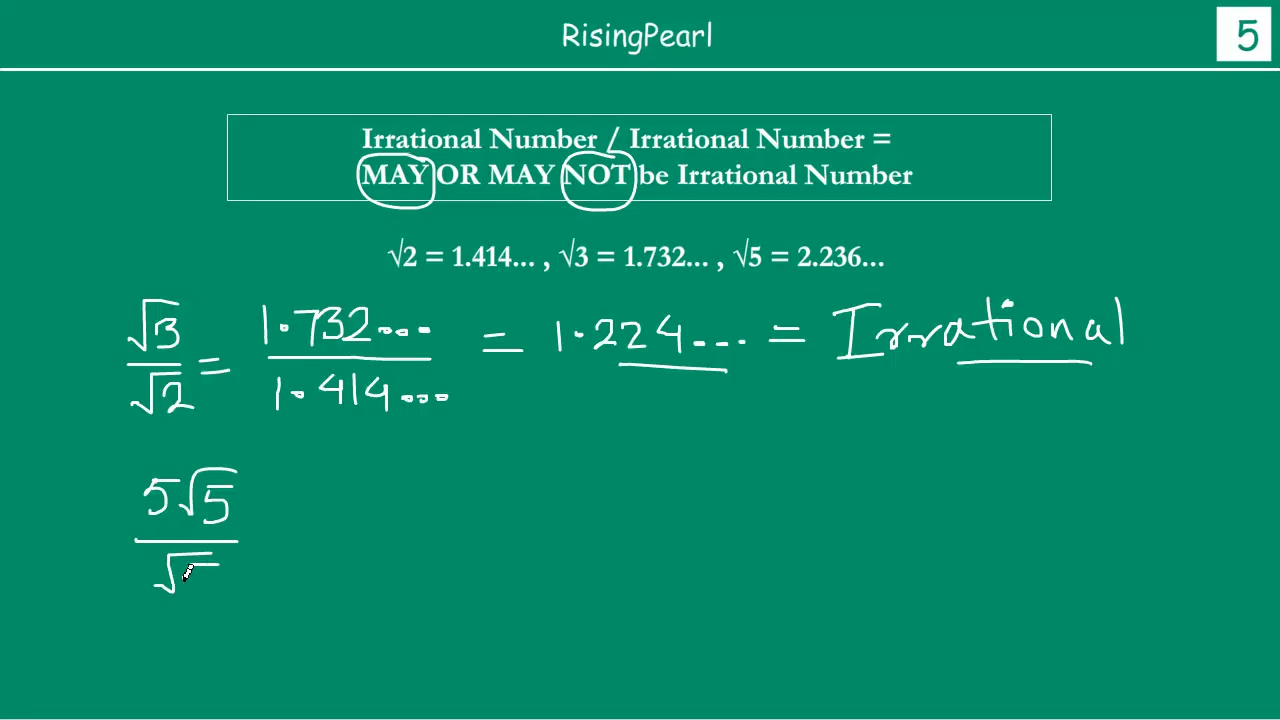 RisingPearl
5
Irrational Number / Irrational Number =
MAY OR MAY NOT be Irrational Number
√2 = 1.414... , √3 = 1.732... , √5 = 2.236...
√3/√2 = 1.732.../1.414... = 1.224... = Irrational
5√5/√